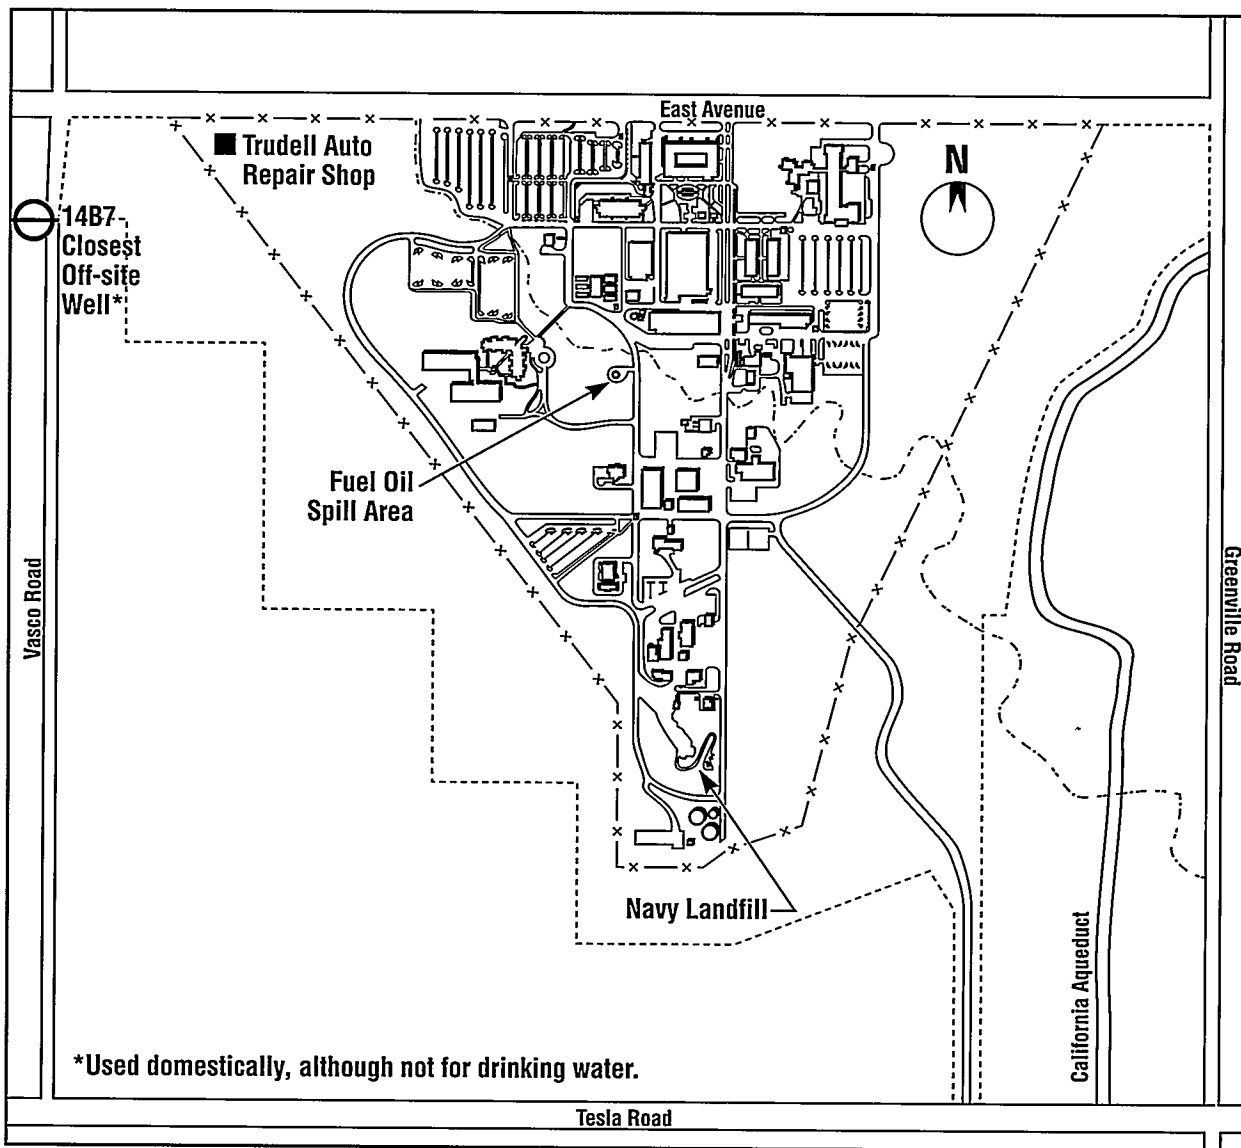 East Avenue
Trudell Auto
Repair Shop
N
14B7
Closest
Off-site
Well*
Fuel Oil
Spill Area
Vasco Road
Greenville Road
Navy Landfill
California Aqueduct
*Used domestically, although not for drinking water.
Tesla Road